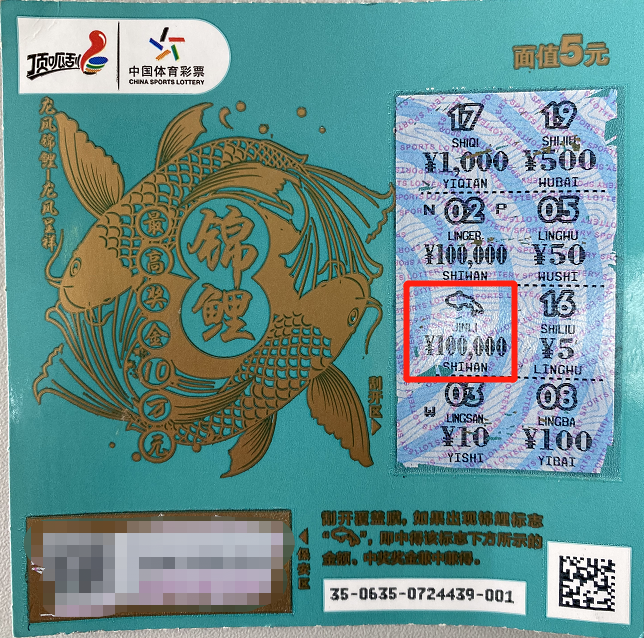 顶呱刮
中国体育彩票
CHINA SPORTS LOTTERY
面值5元
龙凤锦鲤—龙凤呈祥
锦鲤
最高奖金10万元
17 19
SHIQI SHIJIU
¥1,000 ¥500
YIQIAN WUBAI
N 02 P 05
LINGER LINGWU
¥100,000 ¥50
SHIWAN WUSHI
16
JINLI SHILIU
¥100,000 ¥5
SHIWAN LINGWU
W 03 08
LINGSAN LINGBA
¥10 ¥100
YISHI YIBAI
刮开区
保安区
刮开覆盖膜,如果出现锦鲤标志
“ ”,即中得该标志下方所示的
金额。中奖奖金兼中兼得。
35-0635-0724439-001